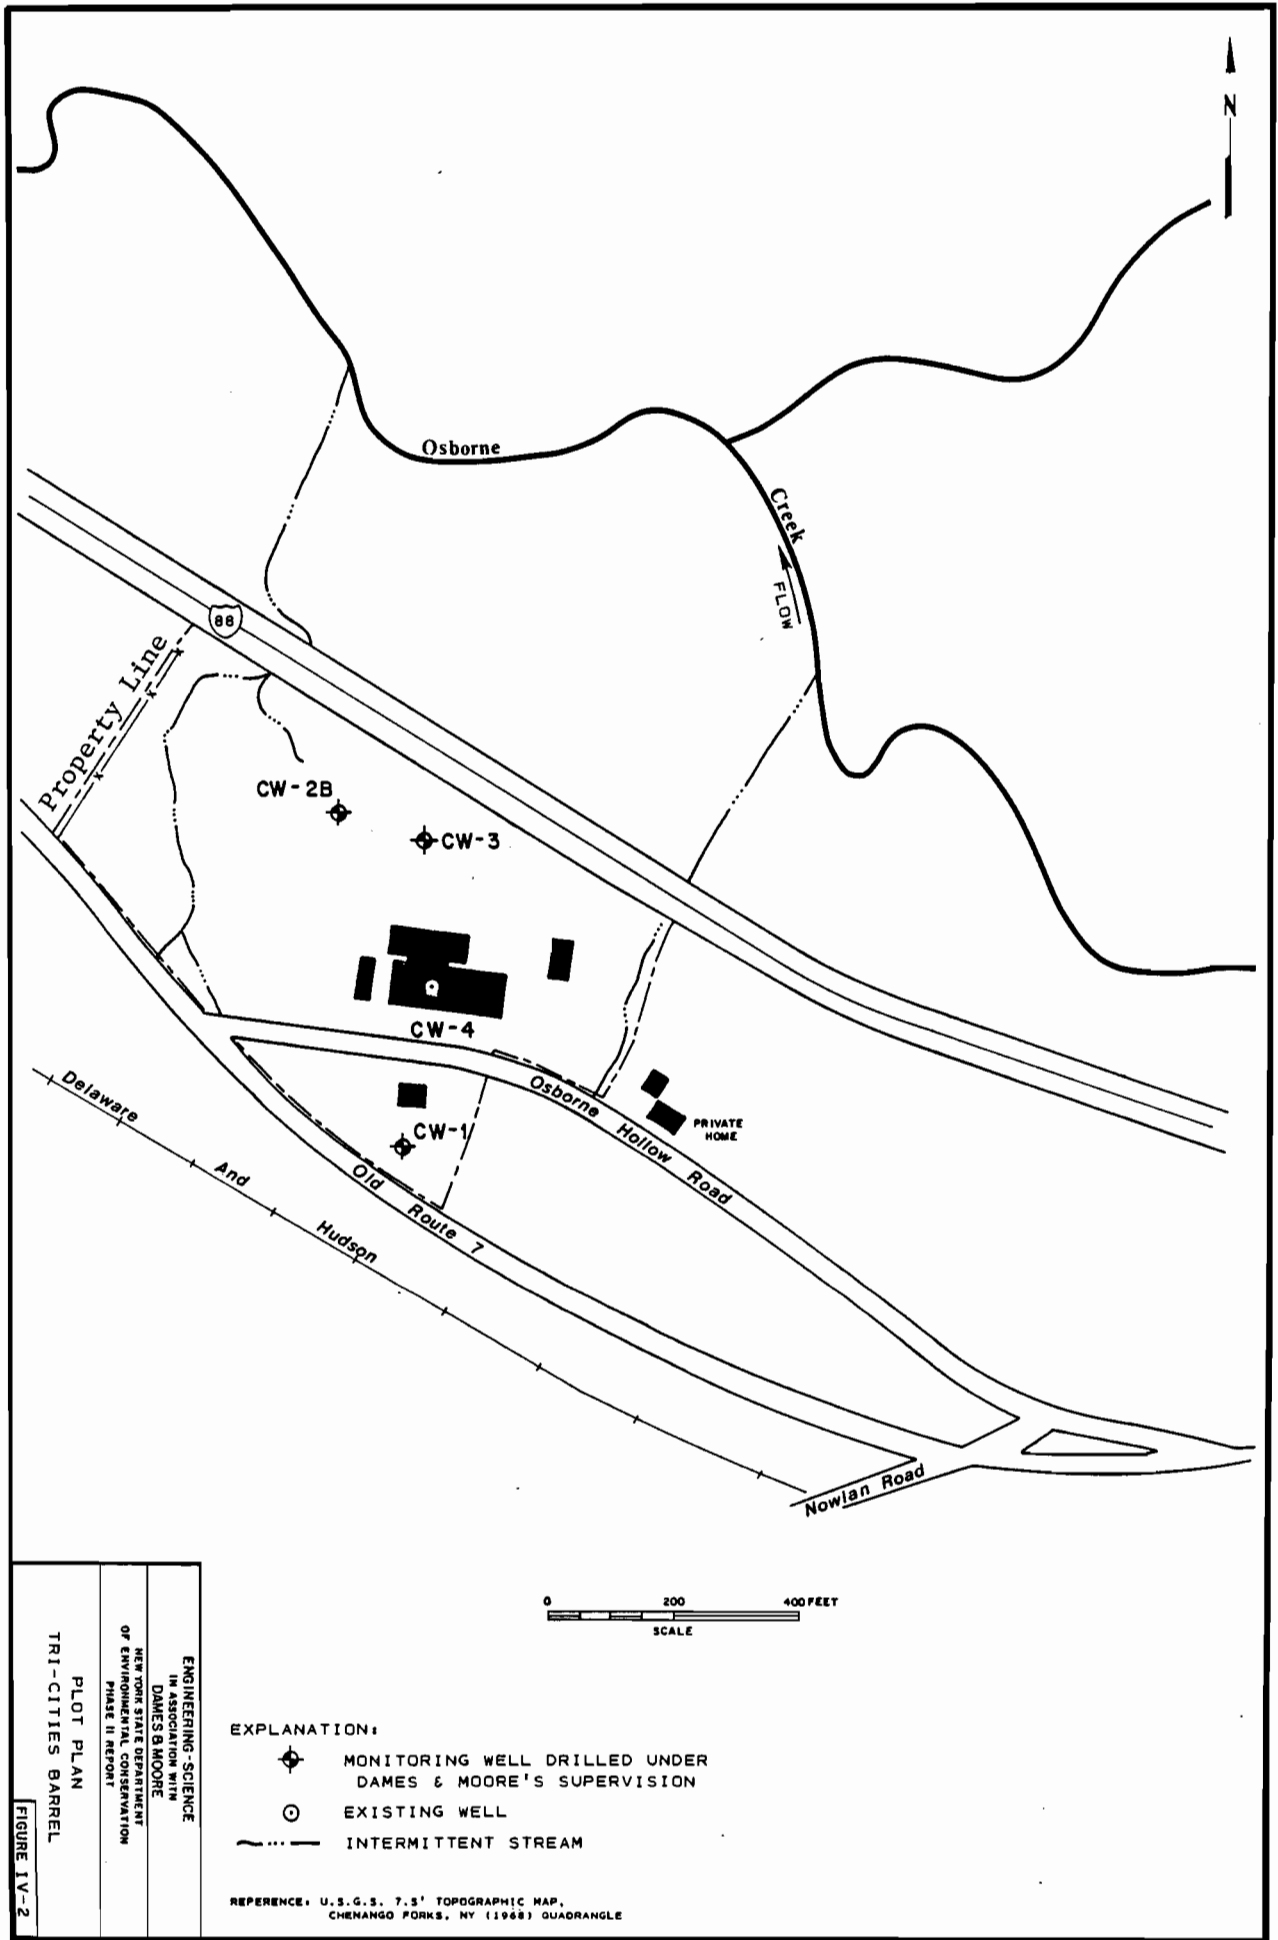 N
Osborne
Creek
FLOW
88
Property Line
CW-2B
CW-3
CW-4
CW-1
Osborne Hollow Road
PRIVATE
HOME
Old Route 7
Delaware And Hudson
Nowlan Road
0 200 400 FEET
SCALE
EXPLANATION:
MONITORING WELL DRILLED UNDER
DAMES & MOORE'S SUPERVISION
EXISTING WELL
INTERMITTENT STREAM
REFERENCE: U.S.G.S. 7.5' TOPOGRAPHIC MAP,
CHENANGO FORKS, NY (1968) QUADRANGLE
ENGINEERING-SCIENCE
IN ASSOCIATION WITH
DAMES & MOORE
NEW YORK STATE DEPARTMENT
OF ENVIRONMENTAL CONSERVATION
PHASE II REPORT
PLOT PLAN
TRI-CITIES BARREL
FIGURE IV-2